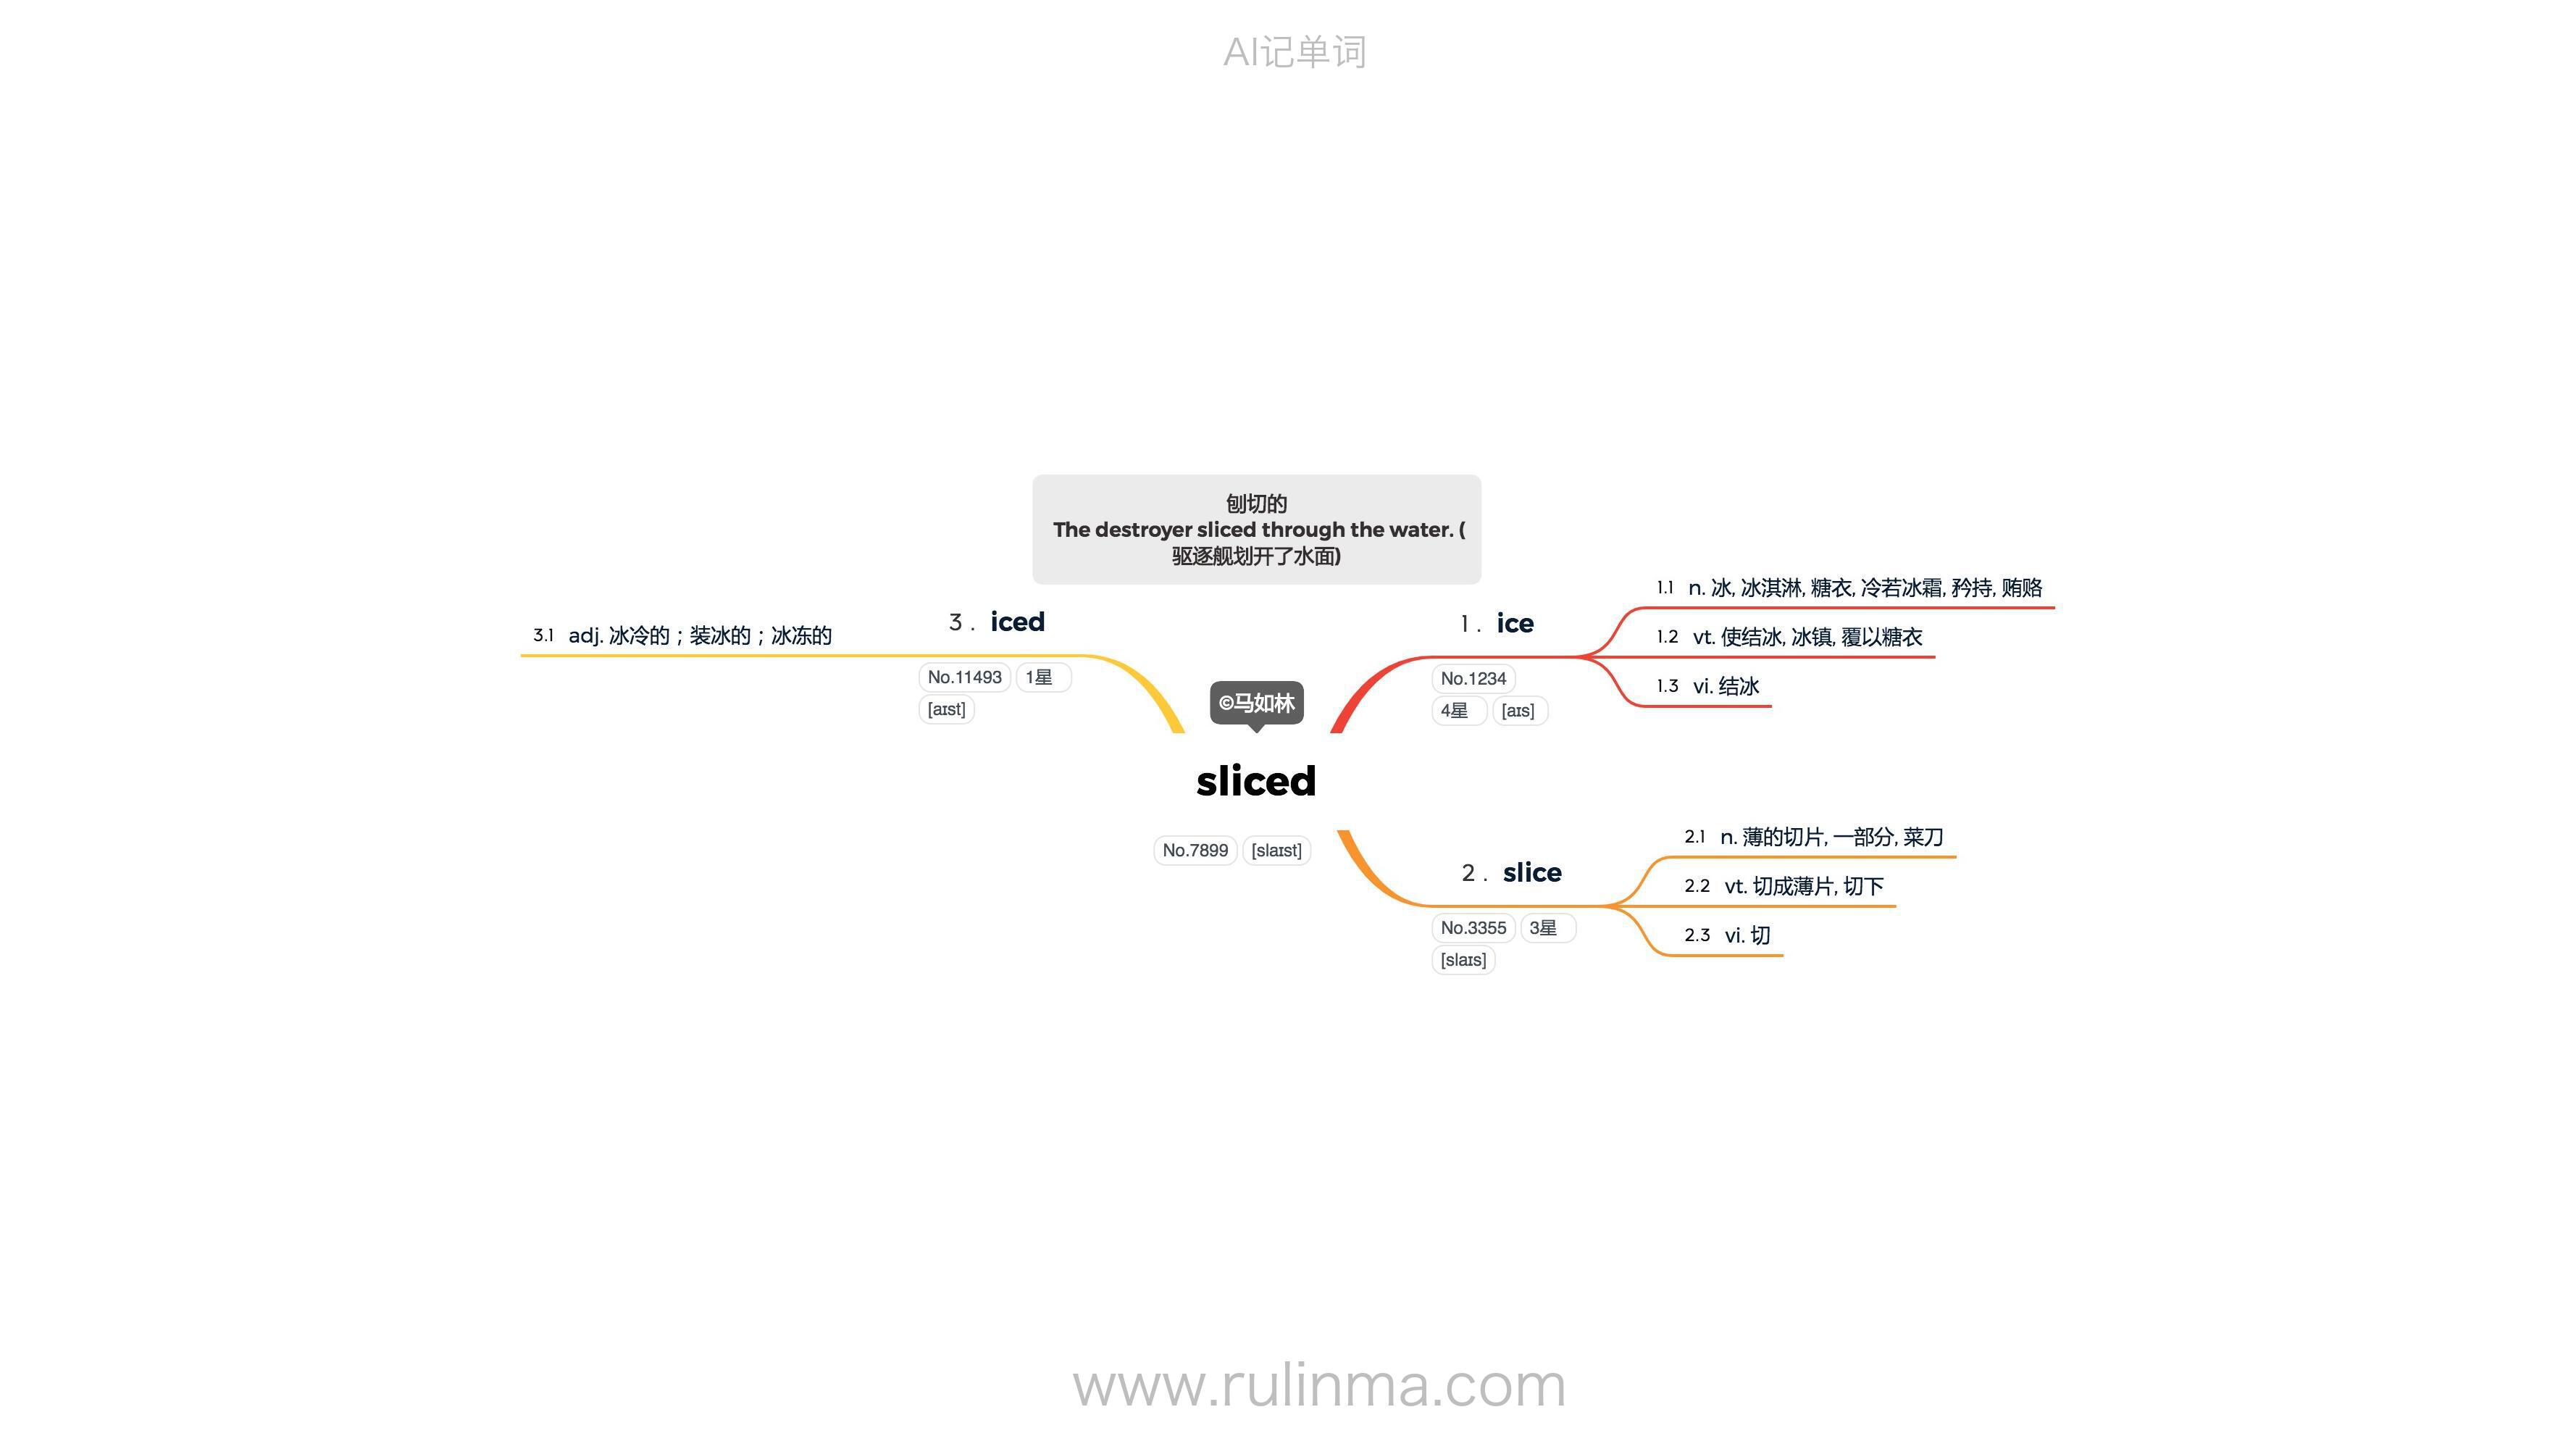 AI记单词
刨切的
The destroyer sliced through the water. (
驱逐舰划开了水面)
©马如林
sliced
No.7899 [slaɪst]
1. ice
No.1234
4星 [aɪs]
1.1 n. 冰, 冰淇淋, 糖衣, 冷若冰霜, 矜持, 贿赂
1.2 vt. 使结冰, 冰镇, 覆以糖衣
1.3 vi. 结冰
2. slice
No.3355 3星
[slaɪs]
2.1 n. 薄的切片, 一部分, 菜刀
2.2 vt. 切成薄片, 切下
2.3 vi. 切
3. iced
No.11493 1星
[aɪst]
3.1 adj. 冰冷的；装冰的；冰冻的
www.rulinma.com